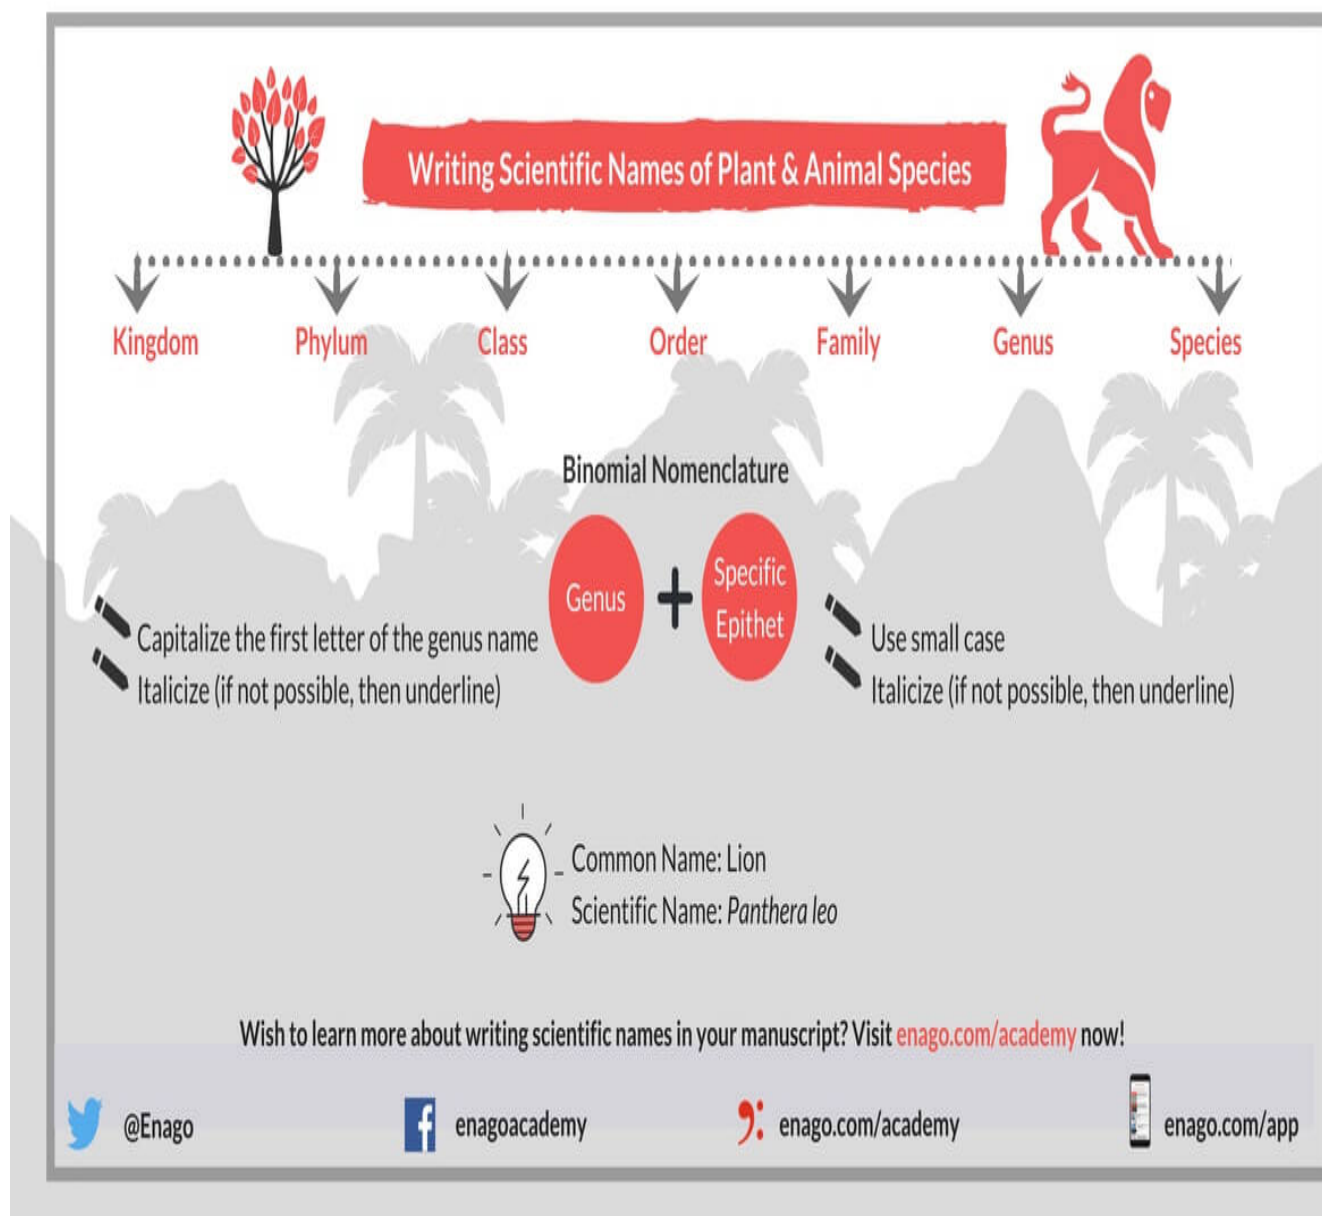 Writing Scientific Names of Plant & Animal Species
Kingdom Phylum Class Order Family Genus Species
Binomial Nomenclature
Genus + Specific Epithet
Capitalize the first letter of the genus name
Italicize (if not possible, then underline)
Use small case
Italicize (if not possible, then underline)
Common Name: Lion
Scientific Name: Panthera leo
Wish to learn more about writing scientific names in your manuscript? Visit enago.com/academy now!
@Enago enagoacademy enago.com/academy enago.com/app